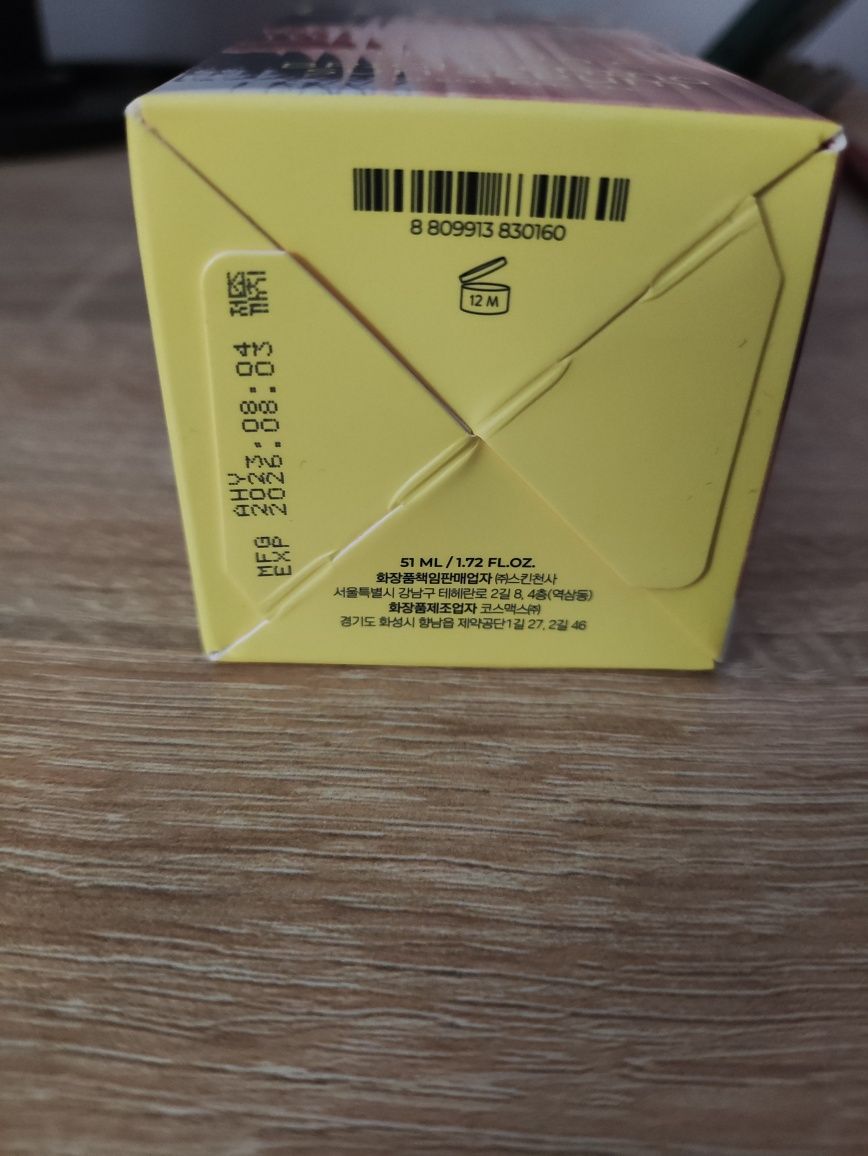 8 809913 830160
12 M
AHY
MFG 2023.08.04
EXP 2026.08.03
51 ML / 1.72 FL.OZ.
화장품책임판매업자 ㈜스킨천사
서울특별시 강남구 테헤란로 2길 8, 4층(역삼동)
화장품제조업자 코스맥스㈜
경기도 화성시 향남읍 제약공단1길 27, 2길 46